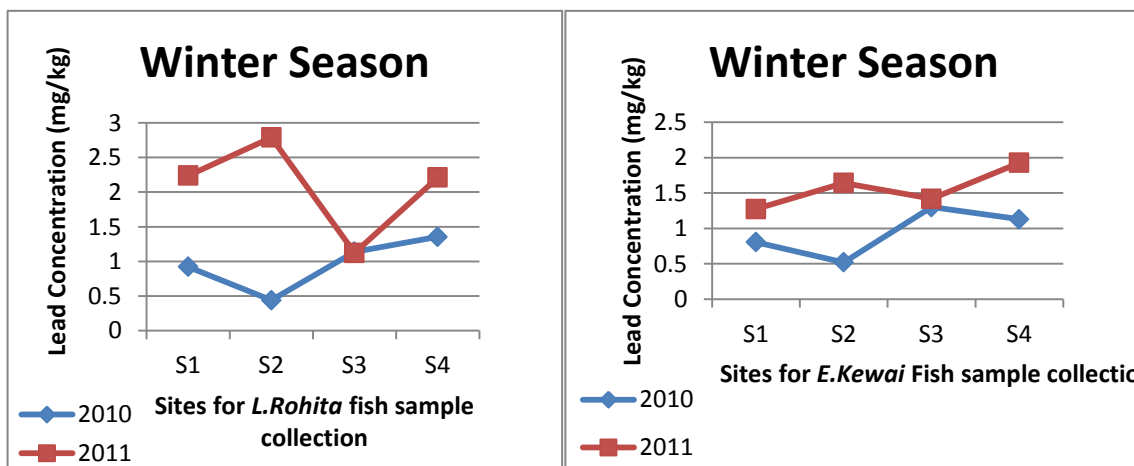 Winter Season
Lead Concentration (mg/kg)
3
2.5
2
1.5
1
0.5
0
S1 S2 S3 S4
Sites for L.Rohita fish sample
collection
2010
2011
Winter Season
Lead Concentration (mg/kg)
2.5
2
1.5
1
0.5
0
S1 S2 S3 S4
Sites for E.Kewai Fish sample collectio
2010
2011